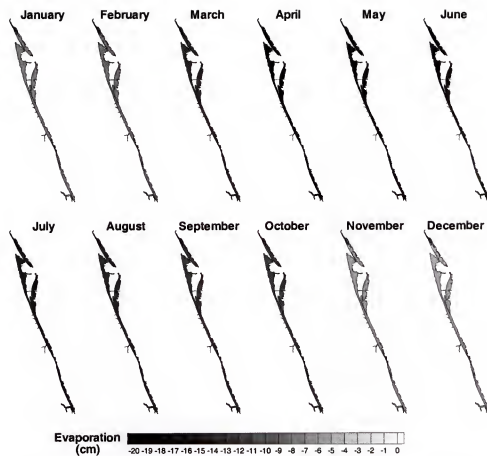 January February March April May June
July August September October November December
Evaporation
(cm)
-20 -19 -18 -17 -16 -15 -14 -13 -12 -11 -10 -9 -8 -7 -6 -5 -4 -3 -2 -1 0